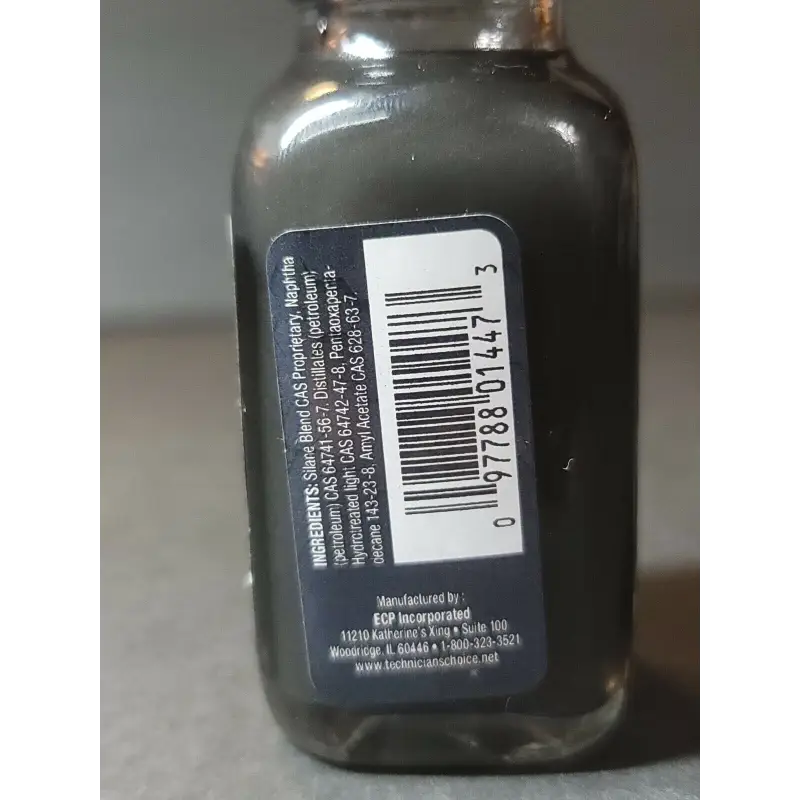 INGREDIENTS: Silane Blend CAS Proprietary, Naphtha
(petroleum) CAS 64741-56-7. Distillates (petroleum),
Hydrotreated light CAS 64742-47-8, Pentaoxapenta-
decane 143-23-8, Amyl Acetate CAS 628-63-7.
0 97788 01447 3
Manufactured by :
ECP Incorporated
11210 Katherine's Xing • Suite 100
Woodridge, IL 60446 • 1-800-323-3521
www.technicianschoice.net